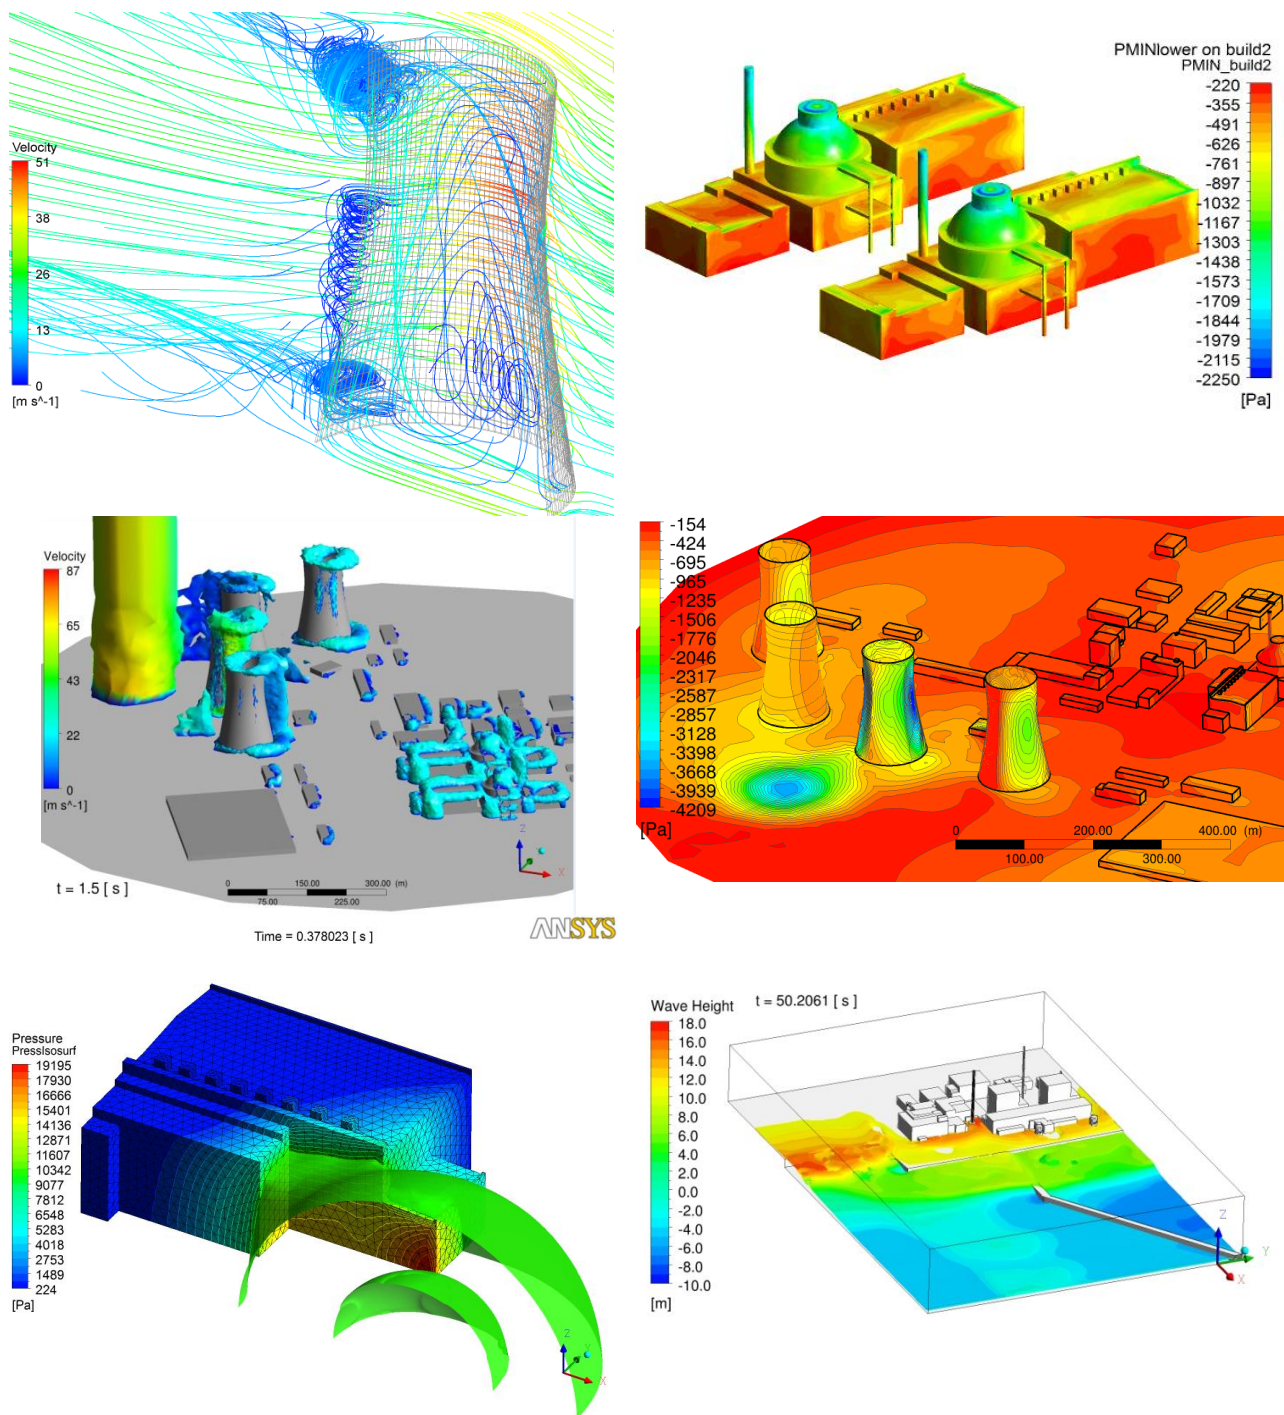 Velocity
51
38
26
13
0
[m s^-1]
PMINlower on build2
PMIN_build2
-220
-355
-491
-626
-761
-897
-1032
-1167
-1303
-1438
-1573
-1709
-1844
-1979
-2115
-2250
[Pa]
Velocity
87
65
43
22
0
[m s^-1]
Z
X
t = 1.5 [ s ]
0 150.00 300.00 (m)
75.00 225.00
Time = 0.378023 [ s ]
ANSYS
-154
-424
-695
-965
-1235
-1506
-1776
-2046
-2317
-2587
-2857
-3128
-3398
-3668
-3939
-4209
[Pa]
0 200.00 400.00 (m)
100.00 300.00
Pressure
PressIsosurf
19195
17930
16666
15401
14136
12871
11607
10342
9077
7812
6548
5283
4018
2753
1489
224
[Pa]
Z
Y
X
Wave Height
t = 50.2061 [ s ]
18.0
16.0
14.0
12.0
10.0
8.0
6.0
4.0
2.0
0.0
-2.0
-4.0
-6.0
-8.0
-10.0
[m]
Z
Y
X